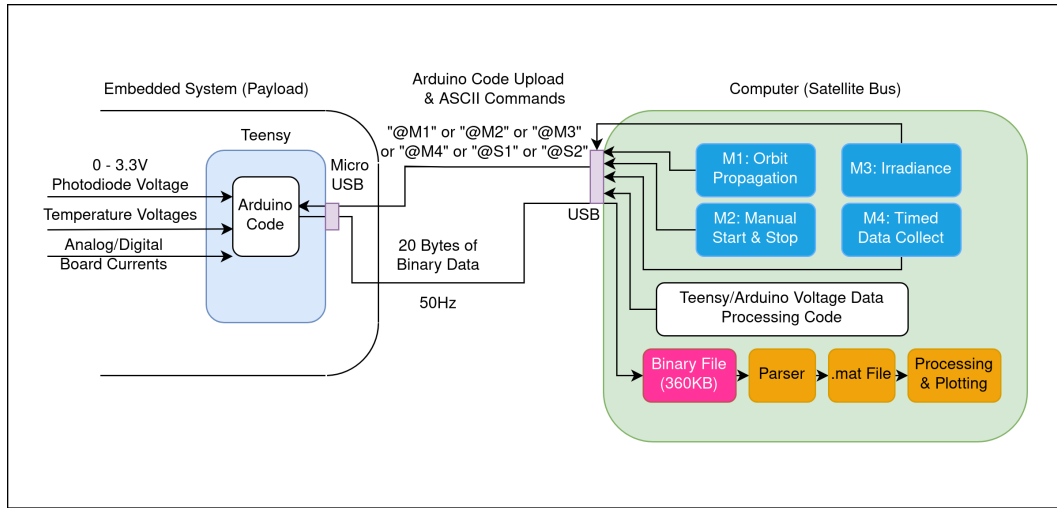 Embedded System (Payload)
Arduino Code Upload
& ASCII Commands
Computer (Satellite Bus)
Teensy
"@M1" or "@M2" or "@M3"
or "@M4" or "@S1" or "@S2"
Micro
USB
0 - 3.3V
Photodiode Voltage
Temperature Voltages
Analog/Digital
Board Currents
Arduino
Code
20 Bytes of
Binary Data
50Hz
USB
M1: Orbit
Propagation
M3: Irradiance
M2: Manual
Start & Stop
M4: Timed
Data Collect
Teensy/Arduino Voltage Data
Processing Code
Binary File
(360KB)
Parser
.mat File
Processing
& Plotting